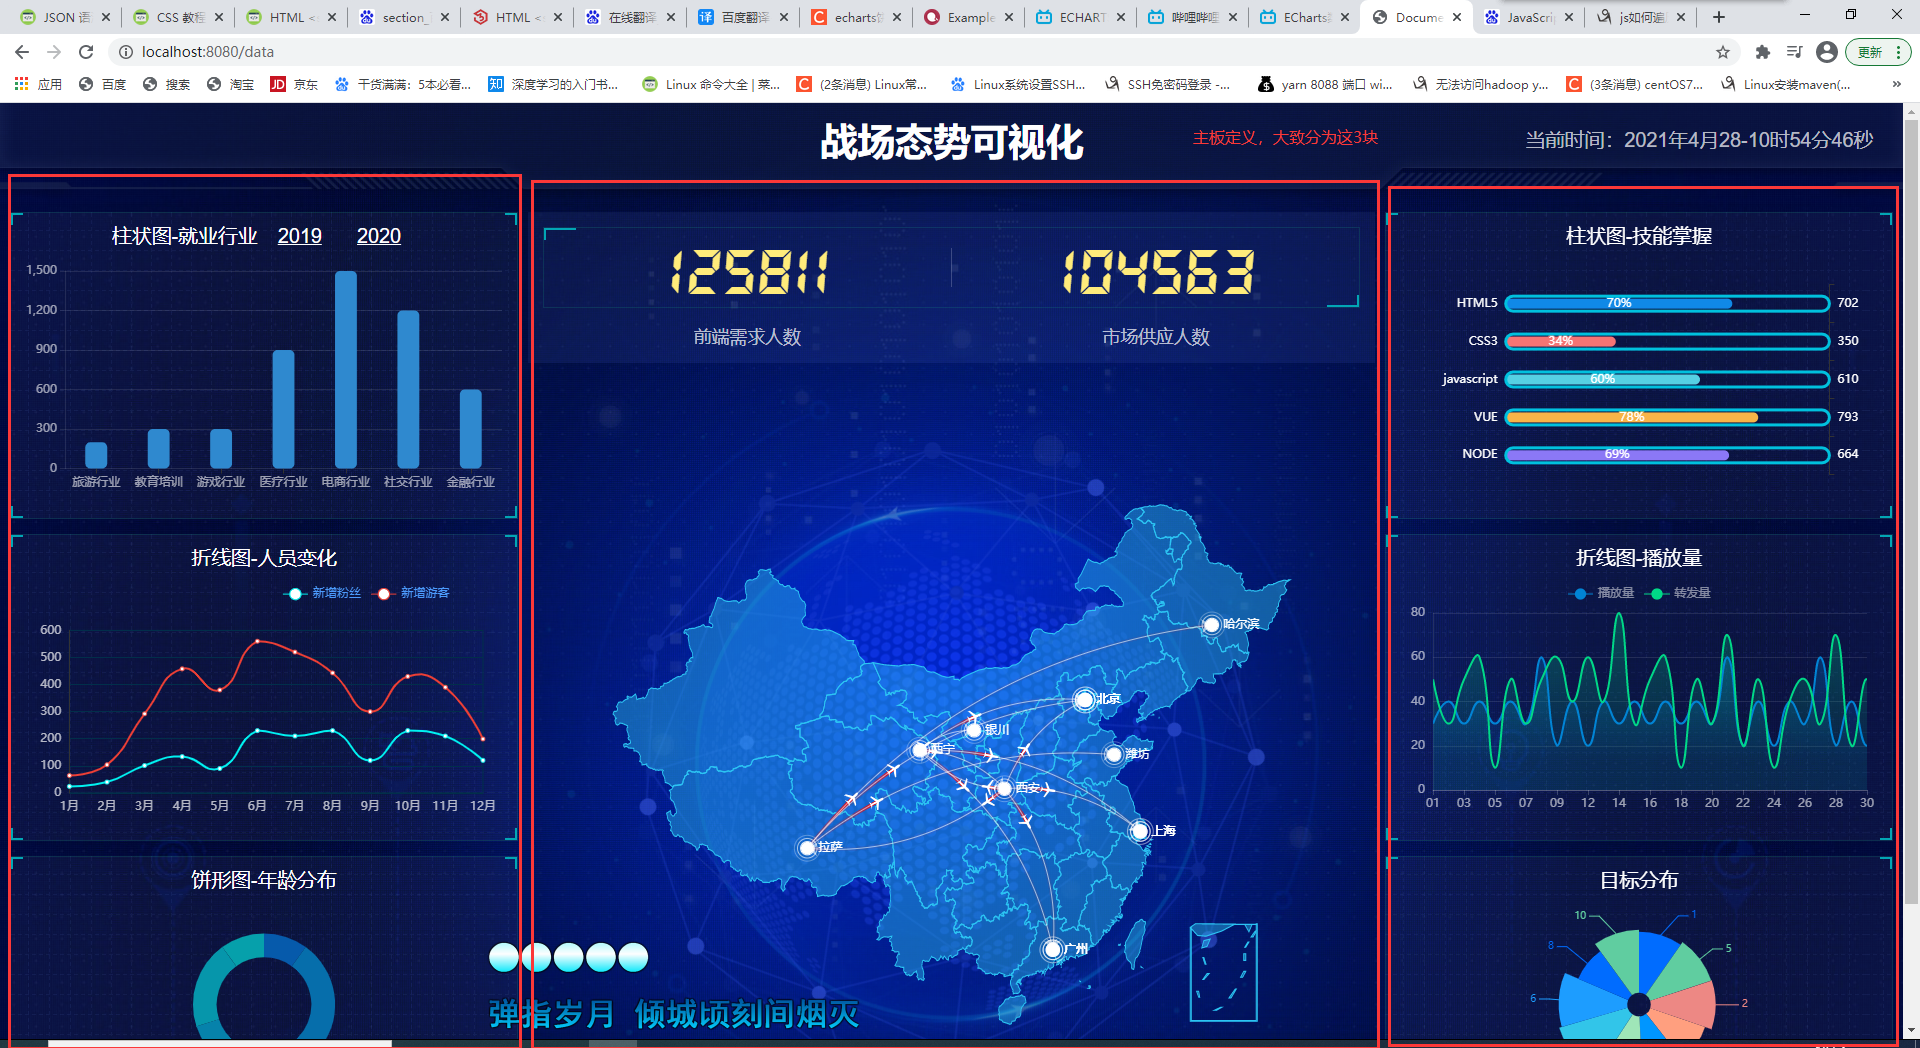 JSON 语
CSS 教程
HTML <
section_
HTML <
在线翻译
百度翻译
echarts饼
Example
ECHART
哔哩哔哩
ECharts
Docume
JavaScri
js如何追
localhost:8080/data
更新
应用
百度
搜索
淘宝
JD 京东
干货满满：5本必看...
知 深度学习的入门书...
Linux 命令大全 | 菜...
(2条消息) Linux常...
Linux系统设置SSH...
SSH免密码登录 -...
yarn 8088 端口 wi...
无法访问hadoop y...
(3条消息) centOS7...
Linux安装maven(...
战场态势可视化
主板定义，大致分为这3块
当前时间：2021年4月28-10时54分46秒
柱状图-就业行业 2019 2020
1,500
1,200
900
600
300
0
旅游行业 教育培训 游戏行业 医疗行业 电商行业 社交行业 金融行业
折线图-人员变化
新增粉丝 新增游客
600
500
400
300
200
100
0
1月 2月 3月 4月 5月 6月 7月 8月 9月 10月 11月 12月
饼形图-年龄分布
125811 104563
前端需求人数 市场供应人数
哈尔滨
北京
银川
西宁
潍坊
西安
上海
拉萨
广州
弹指岁月 倾城顷刻间烟灭
柱状图-技能掌握
HTML5 70% 702
CSS3 34% 350
javascript 60% 610
VUE 78% 793
NODE 69% 664
折线图-播放量
播放量 转发量
80
60
40
20
0
01 03 05 07 09 12 14 16 18 20 22 24 26 28 30
目标分布
10
1
8
5
6
2